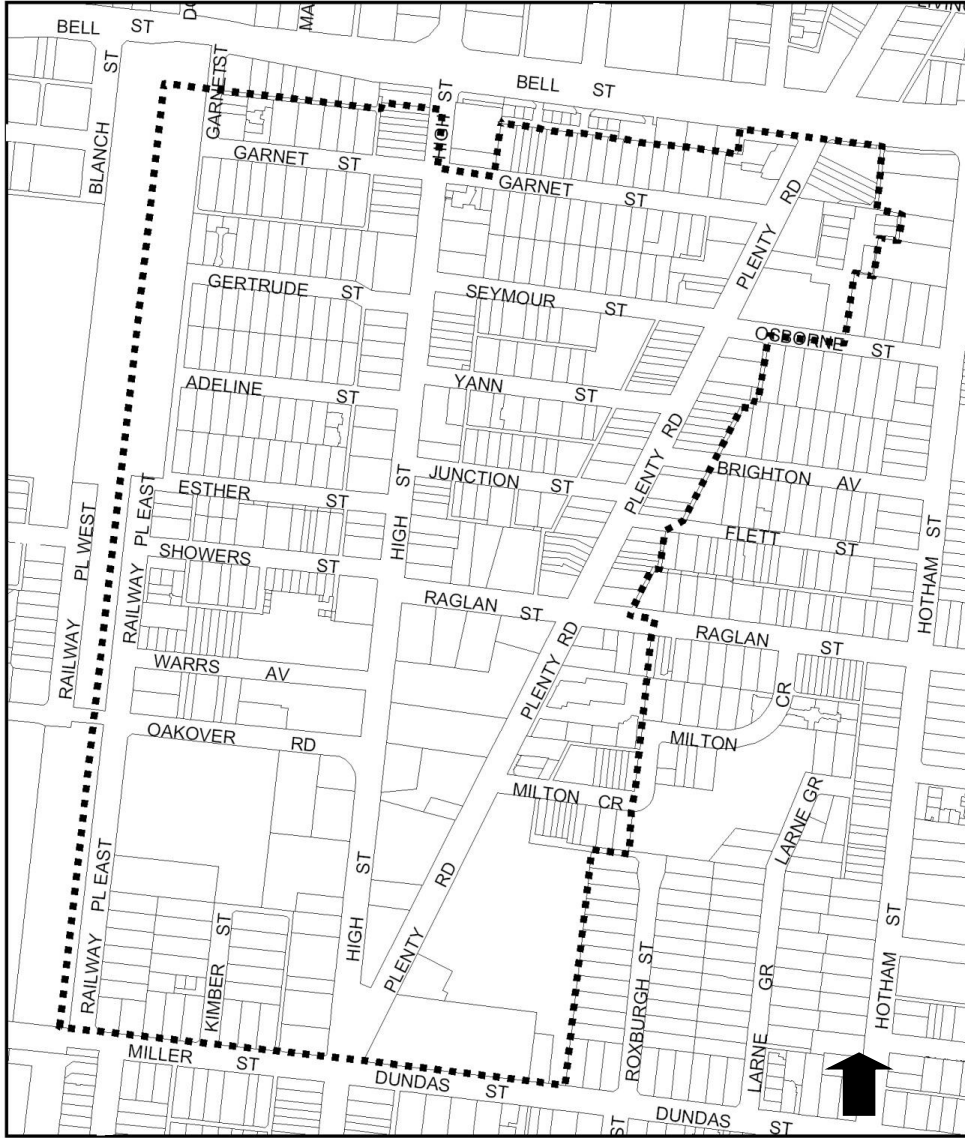 BELL ST
BLANCH ST
GARNET ST
HIGH ST
BELL ST
GARNET ST
GARNET ST
PLENTY RD
GERTRUDE ST
SEYMOUR ST
OSBORNE ST
ADELINE ST
YANN ST
PLENTY RD
BRIGHTON AV
ESTHER ST
JUNCTION ST
HIGH ST
FLETT ST
HOTHAM ST
RAILWAY PL WEST
RAILWAY PL EAST
SHOWERS ST
RAGLAN ST
RAGLAN ST
WARRS AV
PLENTY RD
OAKOVER RD
MILTON CR
MILTON CR
LARNE GR
HIGH ST
PLENTY RD
RAILWAY PL EAST
KIMBER ST
ROXBURGH ST
LARNE GR
HOTHAM ST
MILLER ST
DUNDAS ST
DUNDAS ST
ST